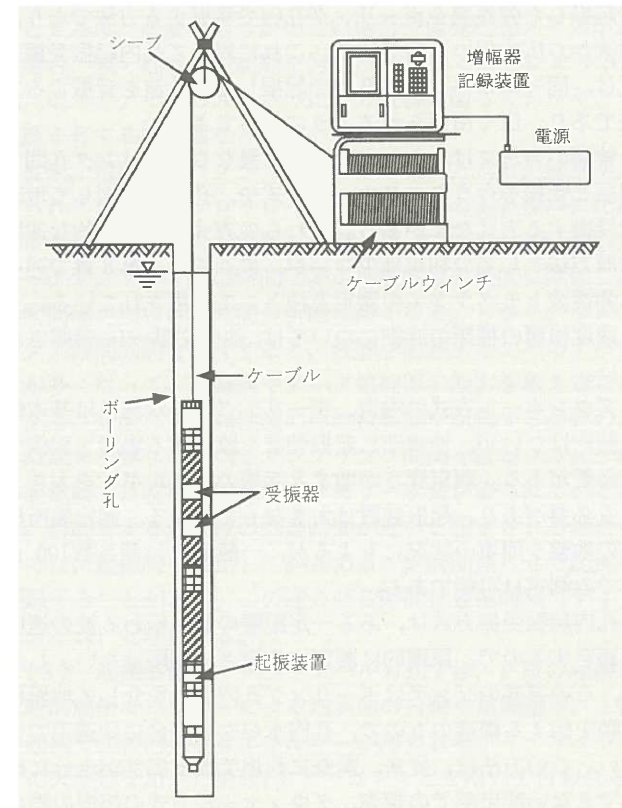 シーブ
増幅器
記録装置
電源
ケーブルウィンチ
ケーブル
ボーリング孔
受振器
起振装置